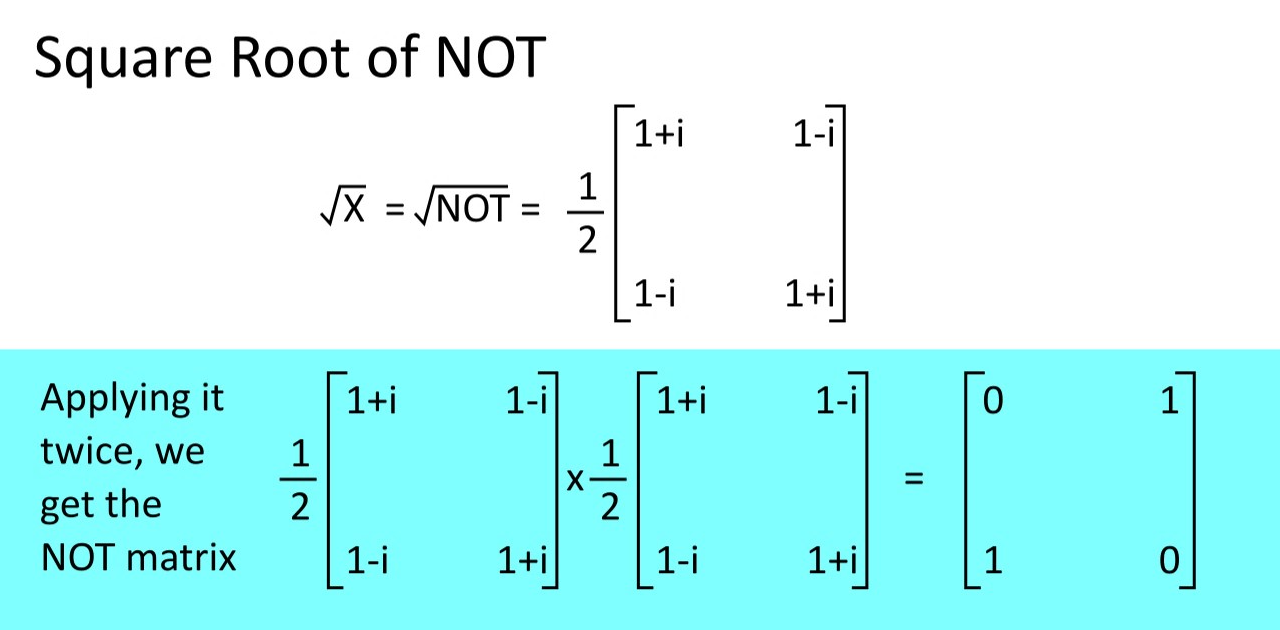 Square Root of NOT
√X = √NOT = 1/2 [1+i 1-i
1-i 1+i]
Applying it
twice, we
get the
NOT matrix
1/2 [1+i 1-i
1-i 1+i] x 1/2 [1+i 1-i
1-i 1+i] = [0 1
1 0]